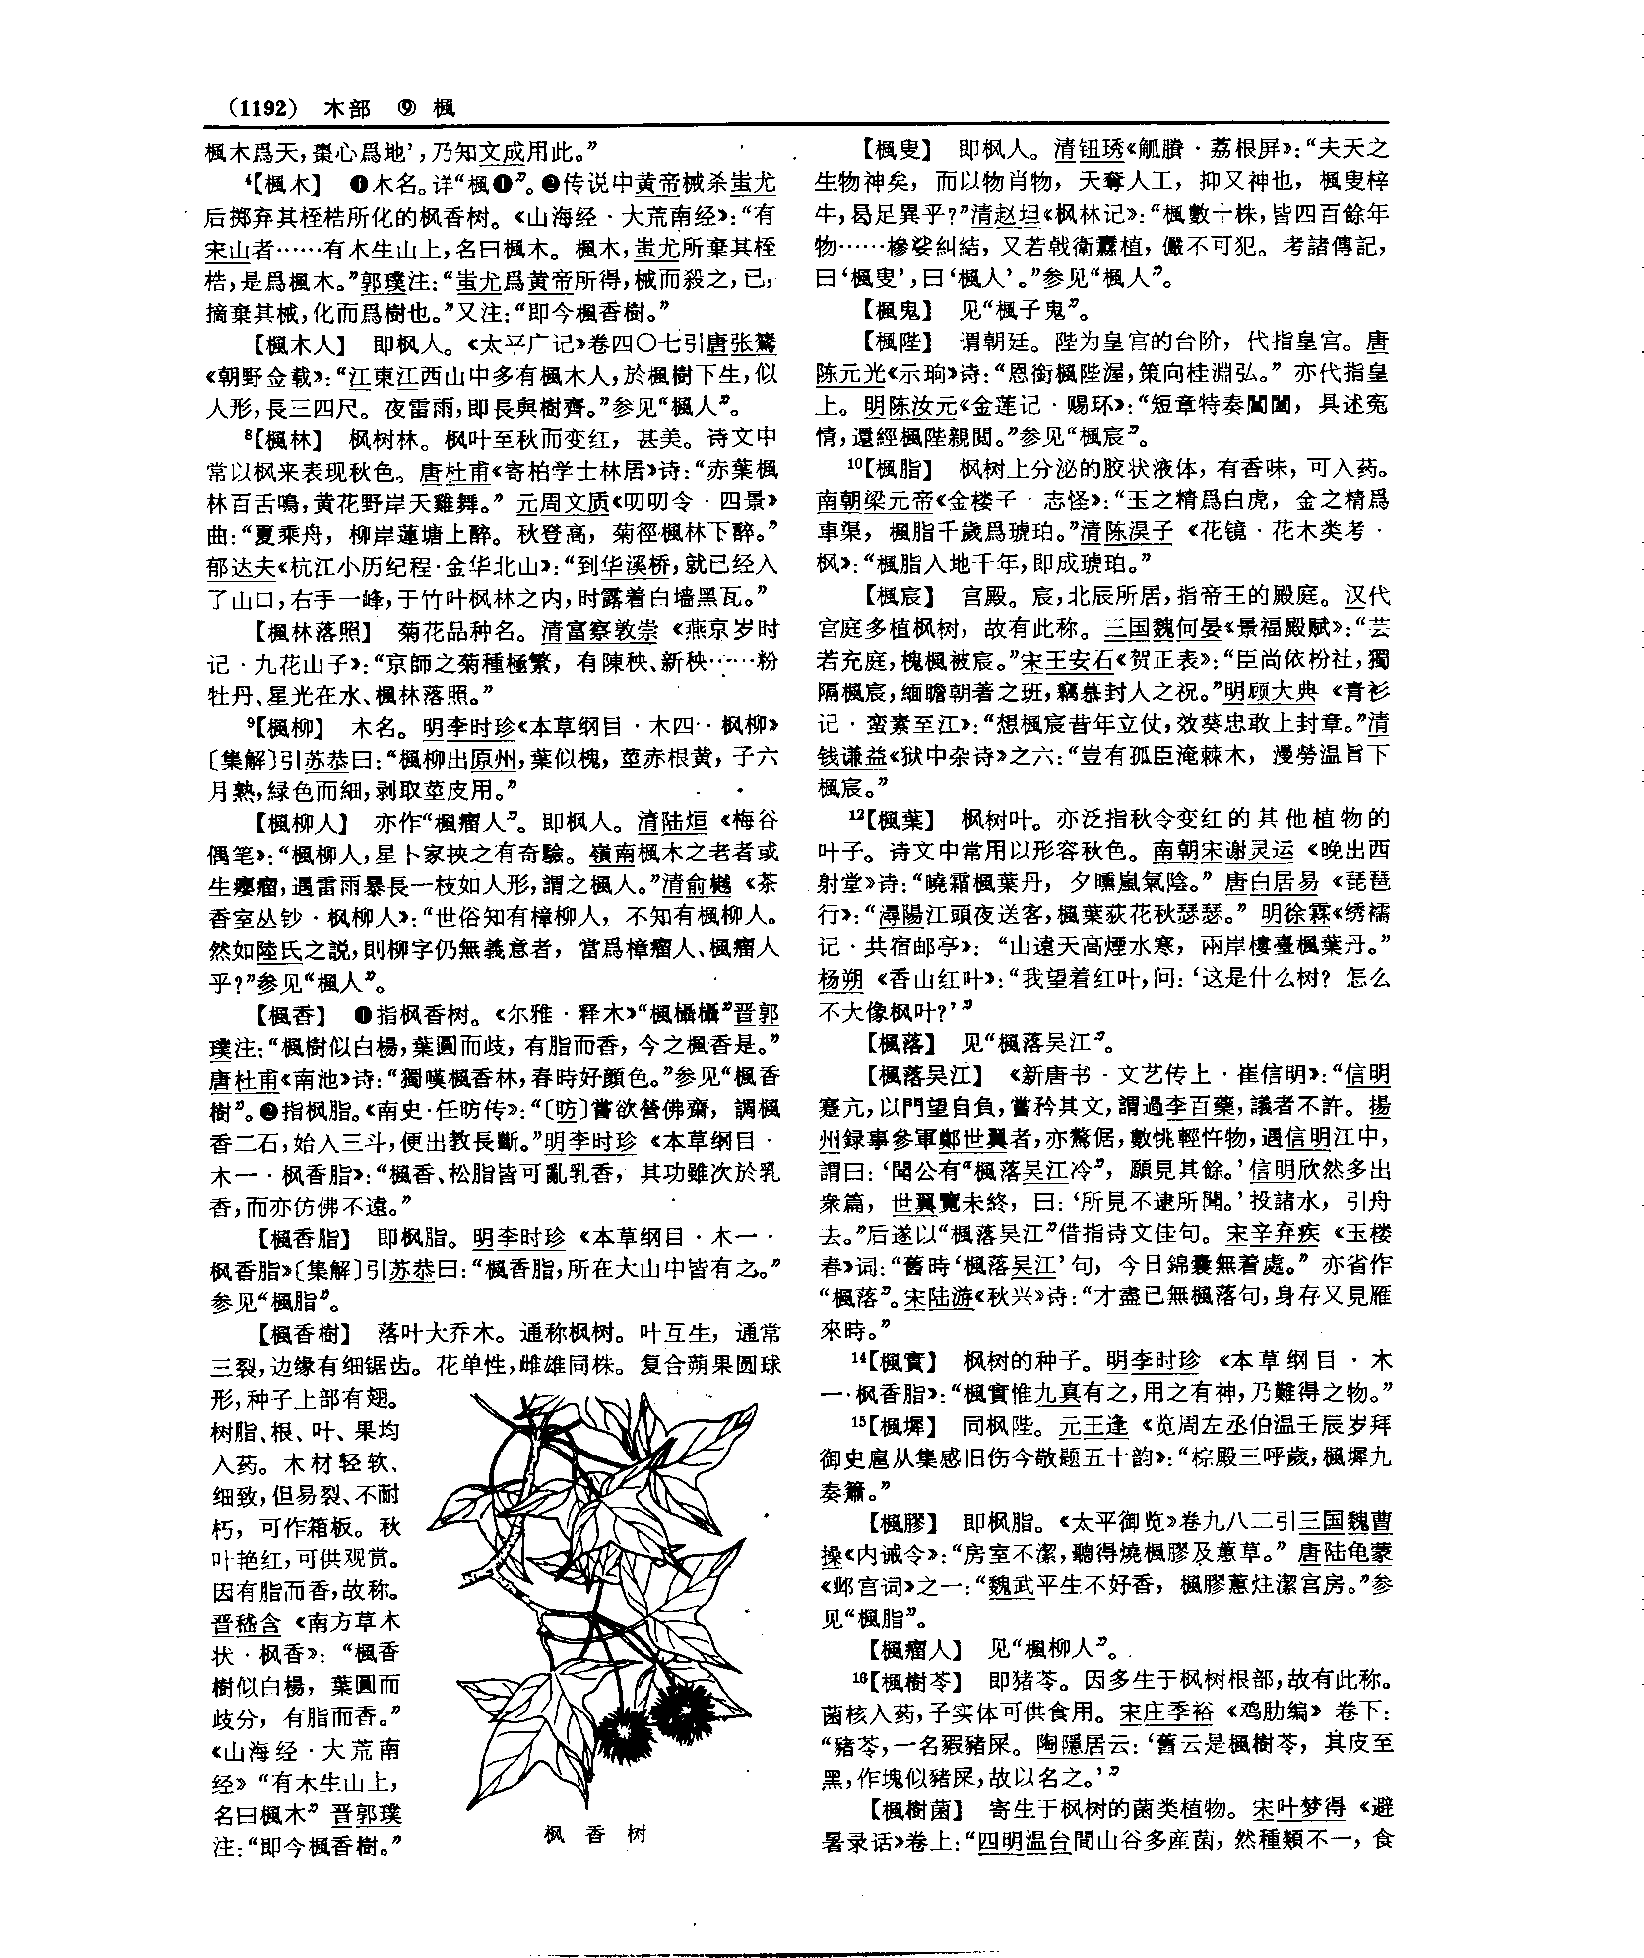 （1192） 木部 ⑨ 楓
楓木爲天，棗心爲地’，乃知文成用此。”
4【楓木】 ❶木名。详“楓❶”。❷传说中黄帝械杀蚩尤
后掷弃其桎梏所化的枫香树。《山海经·大荒南经》：“有
宋山者……有木生山上，名曰楓木。楓木，蚩尤所棄其桎
梏，是爲楓木。”郭璞注：“蚩尤爲黄帝所得，械而殺之，已，
摘棄其械，化而爲樹也。”又注：“即今楓香樹。”
【楓木人】 即枫人。《太平广记》卷四〇七引唐张鷟
《朝野佥载》：“江東江西山中多有楓木人，於楓樹下生，似
人形，長三四尺。夜雷雨，即長與樹齊。”参见“楓人”。
8【楓林】 枫树林。枫叶至秋而变红，甚美。诗文中
常以枫来表现秋色。唐杜甫《寄柏学士林居》诗：“赤葉楓
林百舌鳴，黄花野岸天雞舞。”元周文质《叨叨令·四景》
曲：“夏乘舟，柳岸蓮塘上醉。秋登高，菊徑楓林下醉。”
郁达夫《杭江小历纪程·金华北山》：“到华溪桥，就已经入
了山口，右手一峰，于竹叶枫林之内，时露着白墙黑瓦。”
【楓林落照】 菊花品种名。清富察敦崇《燕京岁时
记·九花山子》：“京師之菊種極繁，有陳秧、新秧……粉
牡丹、星光在水、楓林落照。”
9【楓柳】 木名。明李时珍《本草纲目·木四·枫柳》
〔集解〕引苏恭曰：“楓柳出原州，葉似槐，莖赤根黄，子六
月熟，緑色而細，剥取莖皮用。”
【楓柳人】 亦作“楓瘤人”。即枫人。清陆烜《梅谷
偶笔》：“楓柳人，星卜家挟之有奇驗。嶺南楓木之老者或
生癭瘤，遇雷雨暴長一枝如人形，謂之楓人。”清俞樾《茶
香室丛钞·枫柳人》：“世俗知有樟柳人，不知有楓柳人。
然如陸氏之説，則柳字仍無義意者，當爲樟瘤人、楓瘤人
乎？”参见“楓人”。
【楓香】 ❶指枫香树。《尔雅·释木》“楓欇欇”晋郭
璞注：“楓樹似白楊，葉圓而歧，有脂而香，今之楓香是。”
唐杜甫《南池》诗：“獨嘆楓香林，春時好顔色。”参见“楓香
樹”。❷指枫脂。《南史·任昉传》：“〔昉〕嘗欲營佛齋，調楓
香二石，始入三斗，便出教長斷。”明李时珍《本草纲目·
木一·枫香脂》：“楓香、松脂皆可亂乳香，其功雖次於乳
香，而亦仿佛不遠。”
【楓香脂】 即枫脂。明李时珍《本草纲目·木一·
枫香脂》〔集解〕引苏恭曰：“楓香脂，所在大山中皆有之。”
参见“楓脂”。
【楓香樹】 落叶大乔木。通称枫树。叶互生，通常
三裂，边缘有细锯齿。花单性，雌雄同株。复合蒴果圆球
形，种子上部有翅。
树脂、根、叶、果均
入药。木材轻软、
细致，但易裂、不耐
朽，可作箱板。秋
叶艳红，可供观赏。
因有脂而香，故称。
晋嵇含《南方草木
状·枫香》：“楓香
樹似白楊，葉圓而
歧分，有脂而香。”
《山海经·大荒南
经》“有木生山上，
名曰楓木”晋郭璞
注：“即今楓香樹。”
枫 香 树
【楓叟】 即枫人。清钮琇《觚賸·荔根屏》：“夫天之
生物神矣，而以物肖物，天奪人工，抑又神也，楓叟梓
牛，曷足異乎？”清赵坦《枫林记》：“楓數十株，皆四百餘年
物……槮娑糾結，又若戟衛纛植，儼不可犯。考諸傳記，
曰‘楓叟’，曰‘楓人’。”参见“楓人”。
【楓鬼】 见“楓子鬼”。
【楓陛】 谓朝廷。陛为皇宫的台阶，代指皇宫。唐
陈元光《示珦》诗：“恩銜楓陛渥，策向桂淵弘。”亦代指皇
上。明陈汝元《金莲记·赐环》：“短章特奏閶闔，具述冤
情，還經楓陛親閲。”参见“楓宸”。
10【楓脂】 枫树上分泌的胶状液体，有香味，可入药。
南朝梁元帝《金楼子·志怪》：“玉之精爲白虎，金之精爲
車渠，楓脂千歲爲琥珀。”清陈淏子《花镜·花木类考·
枫》：“楓脂入地千年，即成琥珀。”
【楓宸】 宫殿。宸，北辰所居，指帝王的殿庭。汉代
宫庭多植枫树，故有此称。三国魏何晏《景福殿赋》：“芸
若充庭，槐楓被宸。”宋王安石《贺正表》：“臣尚依枌社，獨
隔楓宸，緬瞻朝著之班，竊慕封人之祝。”明顾大典《青衫
记·蛮素至江》：“想楓宸昔年立仗，效葵忠敢上封章。”清
钱谦益《狱中杂诗》之六：“豈有孤臣淹棘木，漫勞温旨下
楓宸。”
12【楓葉】 枫树叶。亦泛指秋令变红的其他植物的
叶子。诗文中常用以形容秋色。南朝宋谢灵运《晚出西
射堂》诗：“曉霜楓葉丹，夕曛嵐氣陰。”唐白居易《琵琶
行》：“潯陽江頭夜送客，楓葉荻花秋瑟瑟。”明徐霖《绣襦
记·共宿邮亭》：“山遠天高煙水寒，兩岸樓臺楓葉丹。”
杨朔《香山红叶》：“我望着红叶，问：‘这是什么树？怎么
不大像枫叶？’”
【楓落】 见“楓落吴江”。
【楓落吴江】 《新唐书·文艺传上·崔信明》：“信明
蹇亢，以門望自負，嘗矜其文，謂過李百藥，議者不許。揚
州録事參軍鄭世翼者，亦驁倨，數恌輕忤物，遇信明江中，
謂曰：‘聞公有“楓落吴江冷”，願見其餘。’信明欣然多出
衆篇，世翼覽未終，曰：‘所見不逮所聞。’投諸水，引舟
去。”后遂以“楓落吴江”借指诗文佳句。宋辛弃疾《玉楼
春》词：“舊時‘楓落吴江’句，今日錦囊無着處。”亦省作
“楓落”。宋陆游《秋兴》诗：“才盡已無楓落句，身存又見雁
來時。”
14【楓實】 枫树的种子。明李时珍《本草纲目·木
一·枫香脂》：“楓實惟九真有之，用之有神，乃難得之物。”
15【楓墀】 同枫陛。元王逢《览周左丞伯温壬辰岁拜
御史扈从集感旧伤今敬题五十韵》：“棕殿三呼歲，楓墀九
奏簫。”
【楓膠】 即枫脂。《太平御览》卷九八二引三国魏曹
操《内诫令》：“房室不潔，聽得燒楓膠及蕙草。”唐陆龟蒙
《邺宫词》之一：“魏武平生不好香，楓膠蕙炷潔宫房。”参
见“楓脂”。
【楓瘤人】 见“楓柳人”。
16【楓樹苓】 即猪苓。因多生于枫树根部，故有此称。
菌核入药，子实体可供食用。宋庄季裕《鸡肋编》卷下：
“豬苓，一名豭豬屎。陶隱居云：‘舊云是楓樹苓，其皮至
黑，作塊似豬屎，故以名之。’”
【楓樹菌】 寄生于枫树的菌类植物。宋叶梦得《避
暑录话》卷上：“四明温台間山谷多産菌，然種類不一，食